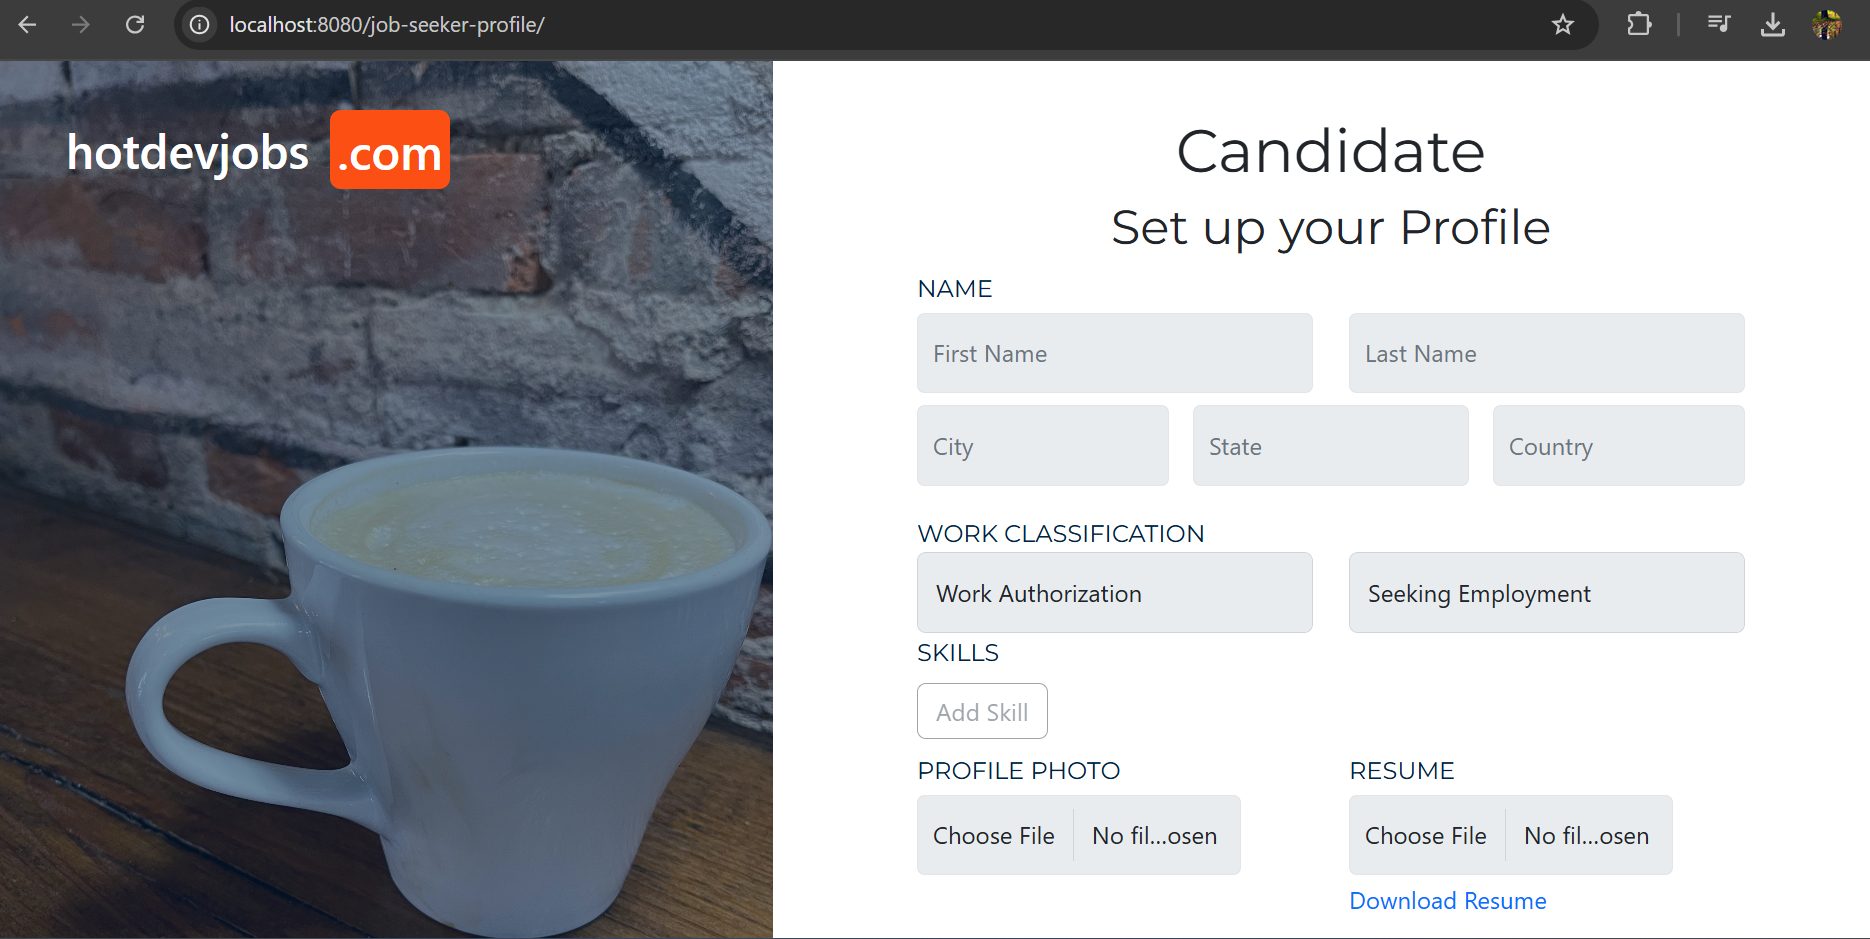 localhost:8080/job-seeker-profile/
hotdevjobs .com
Candidate
Set up your Profile
NAME
First Name Last Name
City State Country
WORK CLASSIFICATION
Work Authorization Seeking Employment
SKILLS
Add Skill
PROFILE PHOTO RESUME
Choose File No fil...osen Choose File No fil...osen
Download Resume